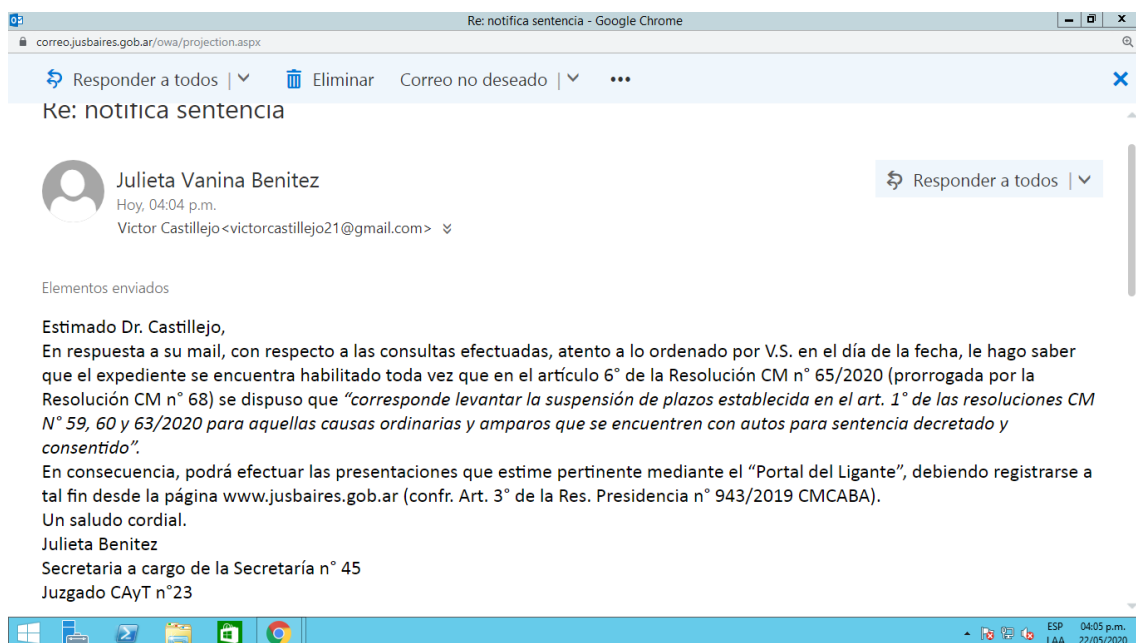 Re: notifica sentencia - Google Chrome
correo.jusbaires.gob.ar/owa/projection.aspx
Responder a todos | Eliminar Correo no deseado |
Re: notifica sentencia
Julieta Vanina Benitez
Responder a todos |
Hoy, 04:04 p.m.
Victor Castillejo<victorcastillejo21@gmail.com>
Elementos enviados
Estimado Dr. Castillejo,
En respuesta a su mail, con respecto a las consultas efectuadas, atento a lo ordenado por V.S. en el día de la fecha, le hago saber
que el expediente se encuentra habilitado toda vez que en el artículo 6° de la Resolución CM n° 65/2020 (prorrogada por la
Resolución CM n° 68) se dispuso que “corresponde levantar la suspensión de plazos establecida en el art. 1° de las resoluciones CM
N° 59, 60 y 63/2020 para aquellas causas ordinarias y amparos que se encuentren con autos para sentencia decretado y
consentido”.
En consecuencia, podrá efectuar las presentaciones que estime pertinente mediante el “Portal del Ligante”, debiendo registrarse a
tal fin desde la página www.jusbaires.gob.ar (confr. Art. 3° de la Res. Presidencia n° 943/2019 CMCABA).
Un saludo cordial.
Julieta Benitez
Secretaria a cargo de la Secretaría n° 45
Juzgado CAyT n°23
ESP 04:05 p.m.
LAA 22/05/2020